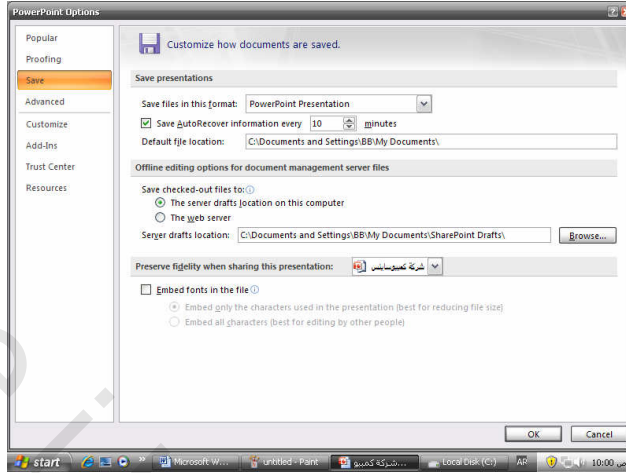 PowerPoint Options
Popular
Proofing
Save
Advanced
Customize
Add-Ins
Trust Center
Resources
Customize how documents are saved.
Save presentations
Save files in this format: PowerPoint Presentation
Save AutoRecover information every 10 minutes
Default file location: C:\Documents and Settings\BB\My Documents\
Offline editing options for document management server files
Save checked-out files to:
The server drafts location on this computer
The web server
Server drafts location: C:\Documents and Settings\BB\My Documents\SharePoint Drafts\ Browse...
Preserve fidelity when sharing this presentation: شركة كمبيوساينس
Embed fonts in the file
Embed only the characters used in the presentation (best for reducing file size)
Embed all characters (best for editing by other people)
OK Cancel
start Microsoft W... untitled - Paint شركة كمبيو... Local Disk (C:) AR 10:00 ص